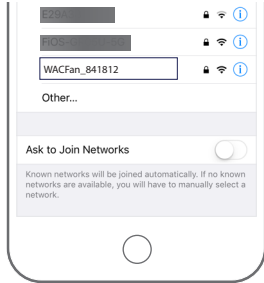 WACFan_841812
Other...
Ask to Join Networks
Known networks will be joined automatically. If no known
networks are available, you will have to manually select a
network.